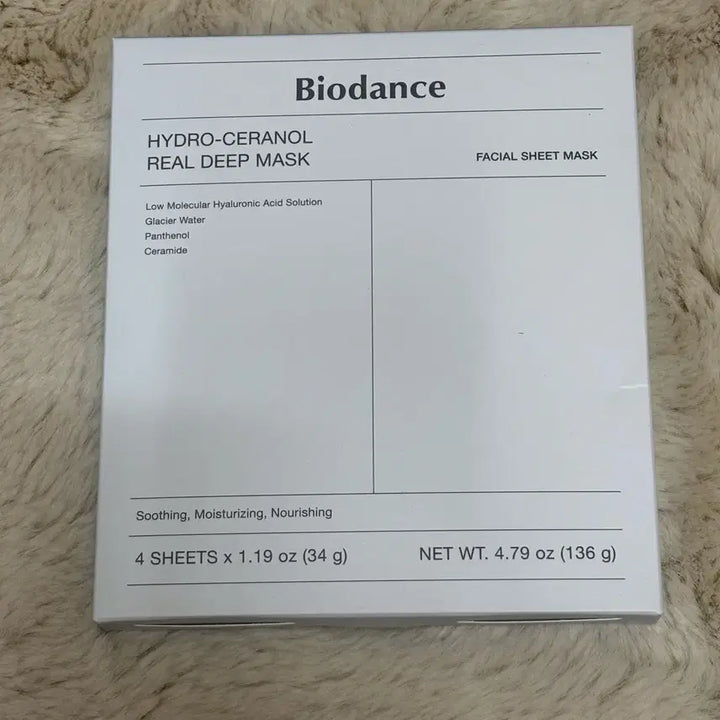 Biodance
HYDRO-CERANOL
REAL DEEP MASK
FACIAL SHEET MASK
Low Molecular Hyaluronic Acid Solution
Glacier Water
Panthenol
Ceramide
Soothing, Moisturizing, Nourishing
4 SHEETS x 1.19 oz (34 g)
NET WT. 4.79 oz (136 g)